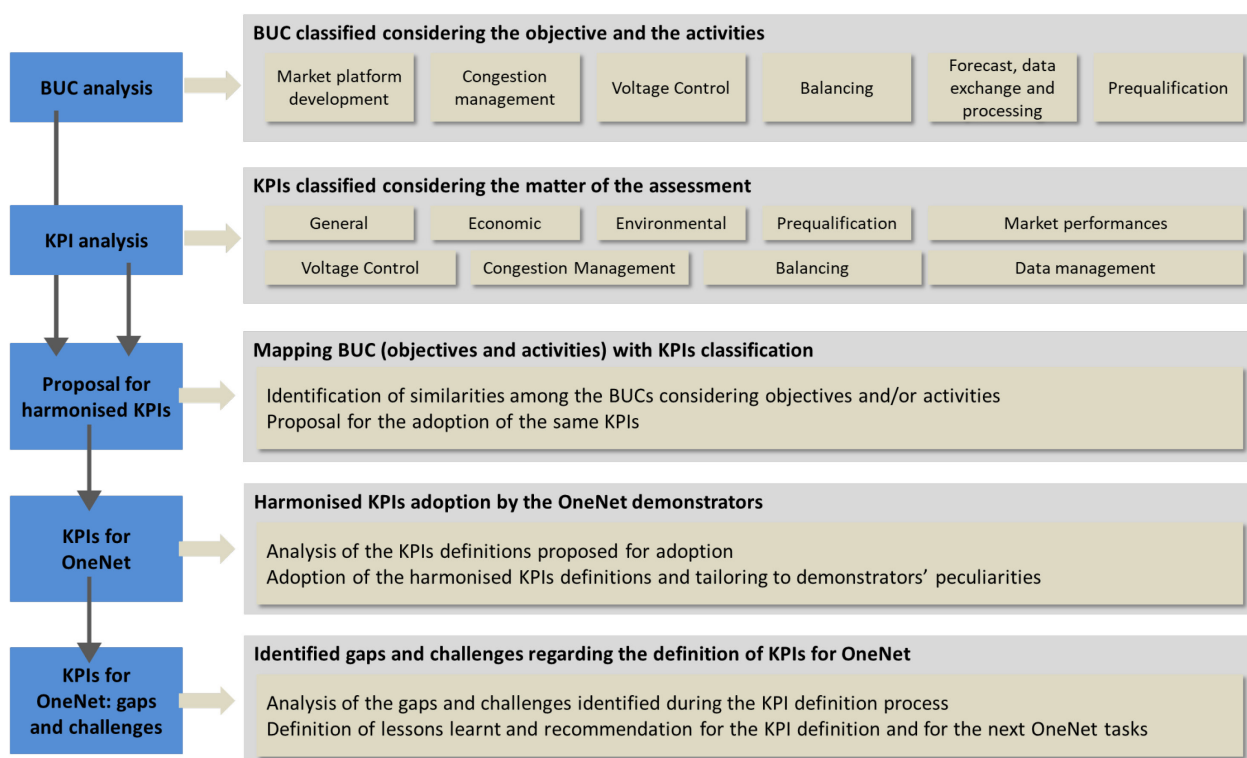 BUC analysis
BUC classified considering the objective and the activities
Market platform
development
Congestion
management
Voltage Control
Balancing
Forecast, data
exchange and
processing
Prequalification
KPI analysis
KPIs classified considering the matter of the assessment
General
Economic
Environmental
Prequalification
Market performances
Voltage Control
Congestion Management
Balancing
Data management
Proposal for
harmonised KPIs
Mapping BUC (objectives and activities) with KPIs classification
Identification of similarities among the BUCs considering objectives and/or activities
Proposal for the adoption of the same KPIs
KPIs for
OneNet
Harmonised KPIs adoption by the OneNet demonstrators
Analysis of the KPIs definitions proposed for adoption
Adoption of the harmonised KPIs definitions and tailoring to demonstrators’ peculiarities
KPIs for
OneNet: gaps
and challenges
Identified gaps and challenges regarding the definition of KPIs for OneNet
Analysis of the gaps and challenges identified during the KPI definition process
Definition of lessons learnt and recommendation for the KPI definition and for the next OneNet tasks